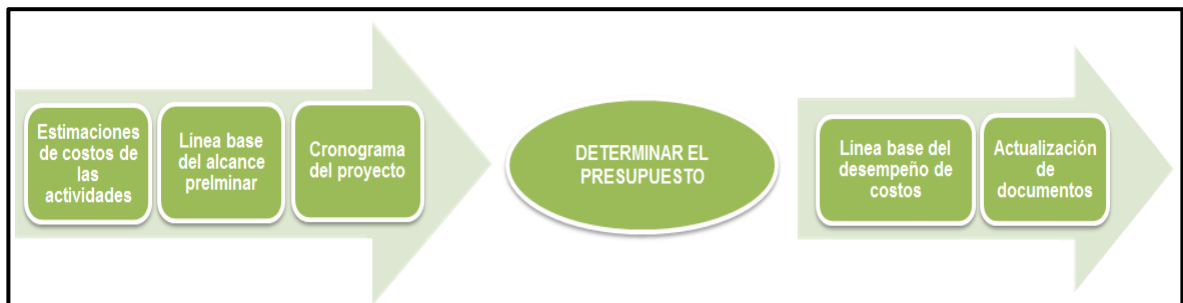 Estimaciones
de costos de
las
actividades
Línea base
del alcance
prelminar
Cronograma
del proyecto
DETERMINAR EL
PRESUPUESTO
Línea base del
desempeño de
costos
Actualización
de
documentos